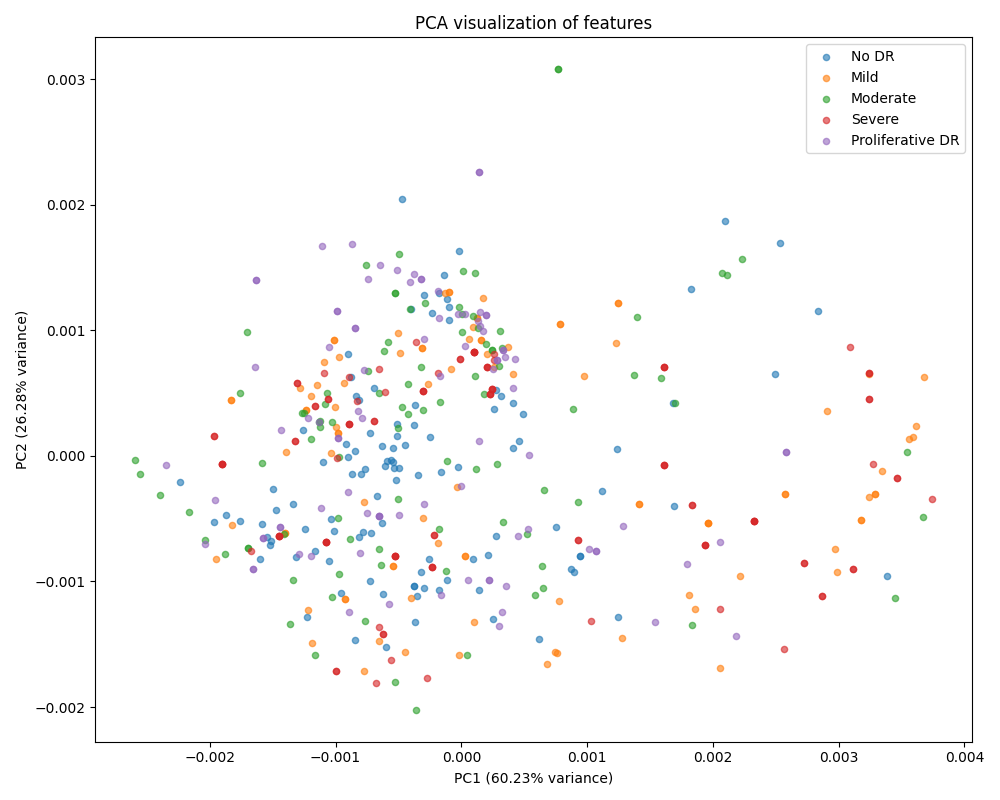 PCA visualization of features
No DR
Mild
Moderate
Severe
Proliferative DR
PC2 (26.28% variance)
0.003
0.002
0.001
0.000
−0.001
−0.002
−0.002
−0.001
0.000
0.001
0.002
0.003
0.004
PC1 (60.23% variance)